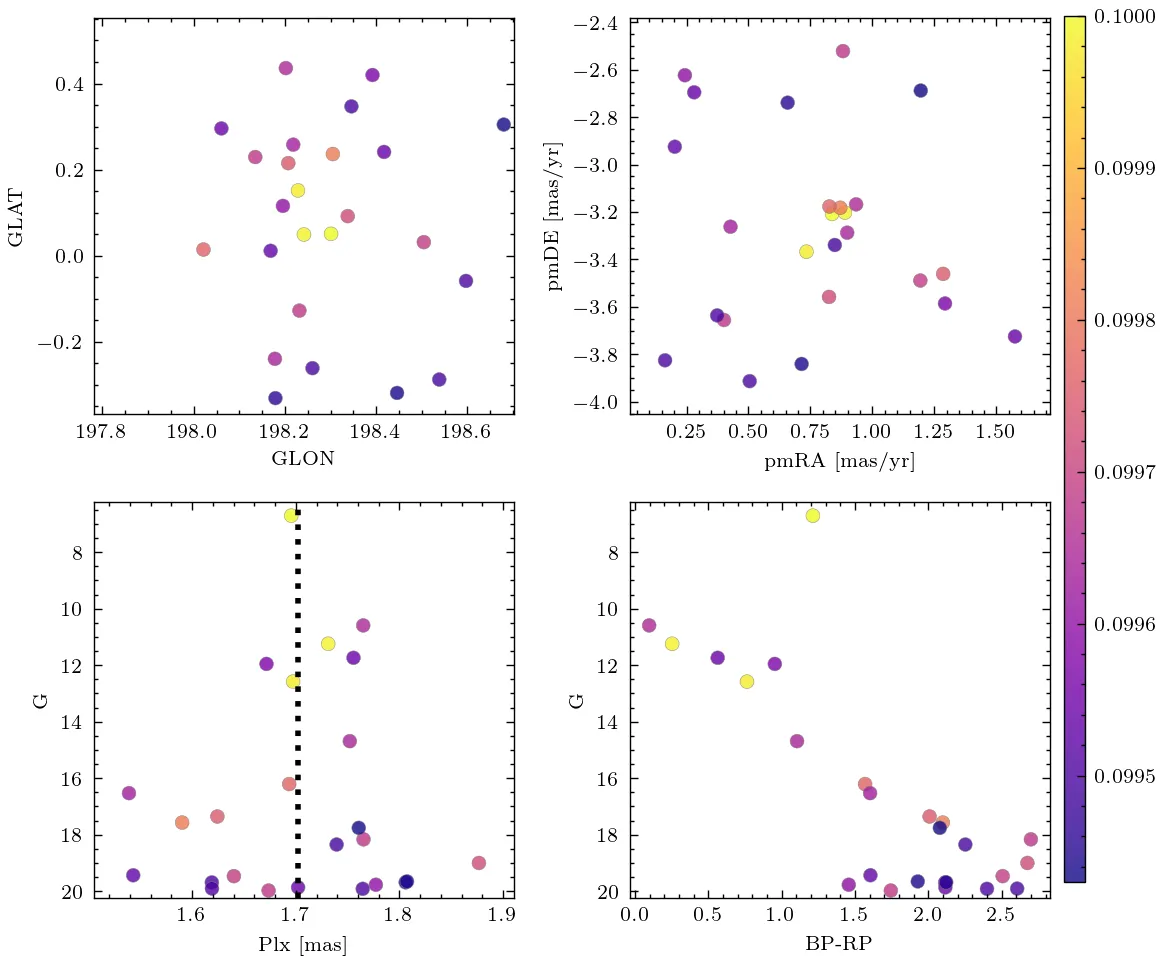 0.4
0.2
0.0
−0.2
GLAT
197.8 198.0 198.2 198.4 198.6
GLON
−2.4
−2.6
−2.8
−3.0
−3.2
−3.4
−3.6
−3.8
−4.0
pmDE [mas/yr]
0.25 0.50 0.75 1.00 1.25 1.50
pmRA [mas/yr]
0.1000
0.0999
0.0998
0.0997
0.0996
0.0995
8
10
12
14
16
18
20
G
1.6 1.7 1.8 1.9
Plx [mas]
8
10
12
14
16
18
20
G
0.0 0.5 1.0 1.5 2.0 2.5
BP-RP